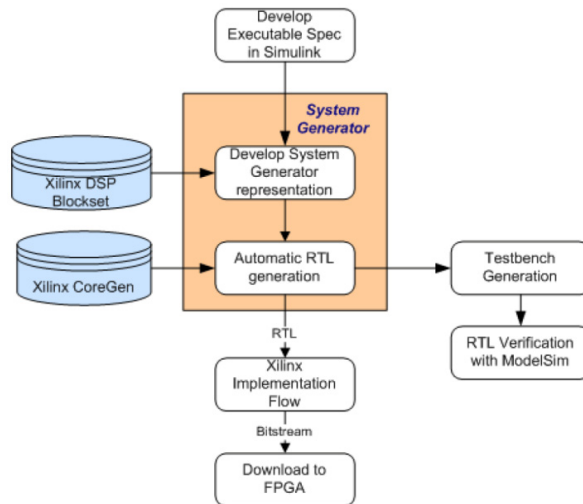 Develop
Executable Spec
in Simulink
System
Generator
Develop System
Generator
representation
Xilinx DSP
Blockset
Automatic RTL
generation
Xilinx CoreGen
Testbench
Generation
RTL
RTL Verification
with ModelSim
Xilinx
Implementation
Flow
Bitstream
Download to
FPGA